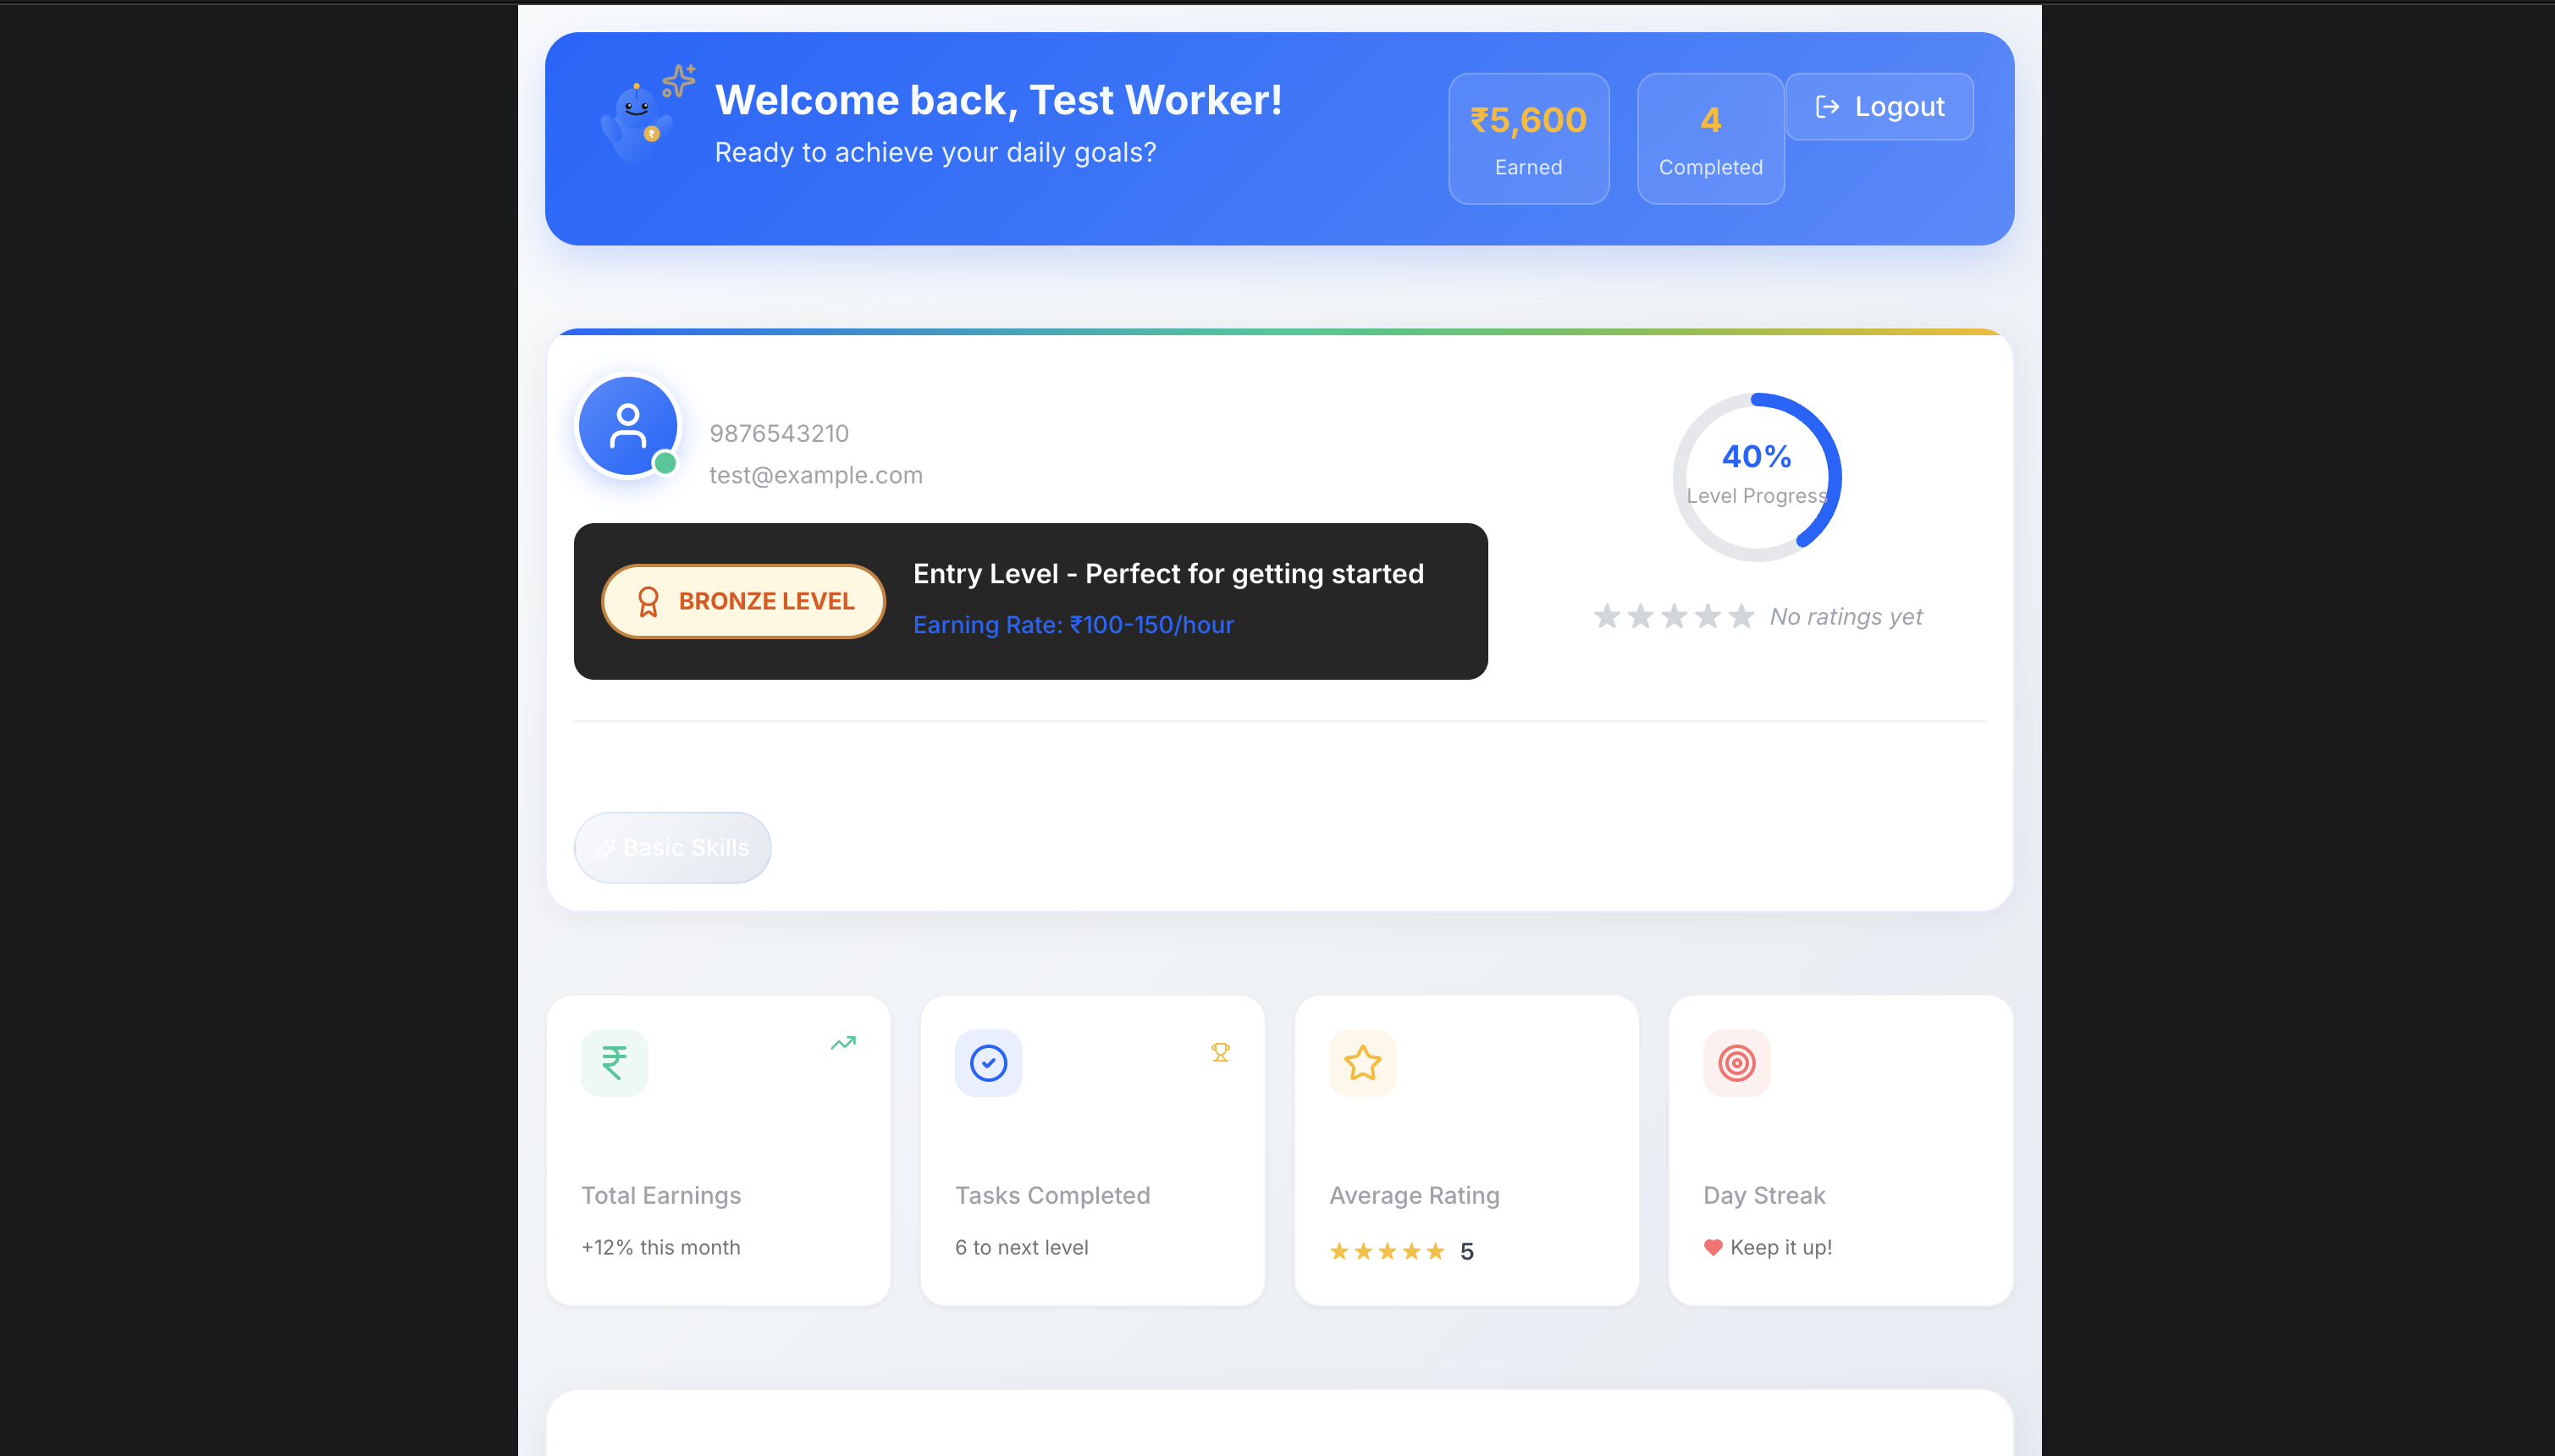 Welcome back, Test Worker!
Ready to achieve your daily goals?
₹5,600
Earned
4
Completed
Logout
₹
9876543210
test@example.com
40%
Level Progress
BRONZE LEVEL
Entry Level - Perfect for getting started
Earning Rate: ₹100-150/hour
No ratings yet
Basic Skills
₹
Total Earnings
+12% this month
Tasks Completed
6 to next level
Average Rating
5
Day Streak
Keep it up!